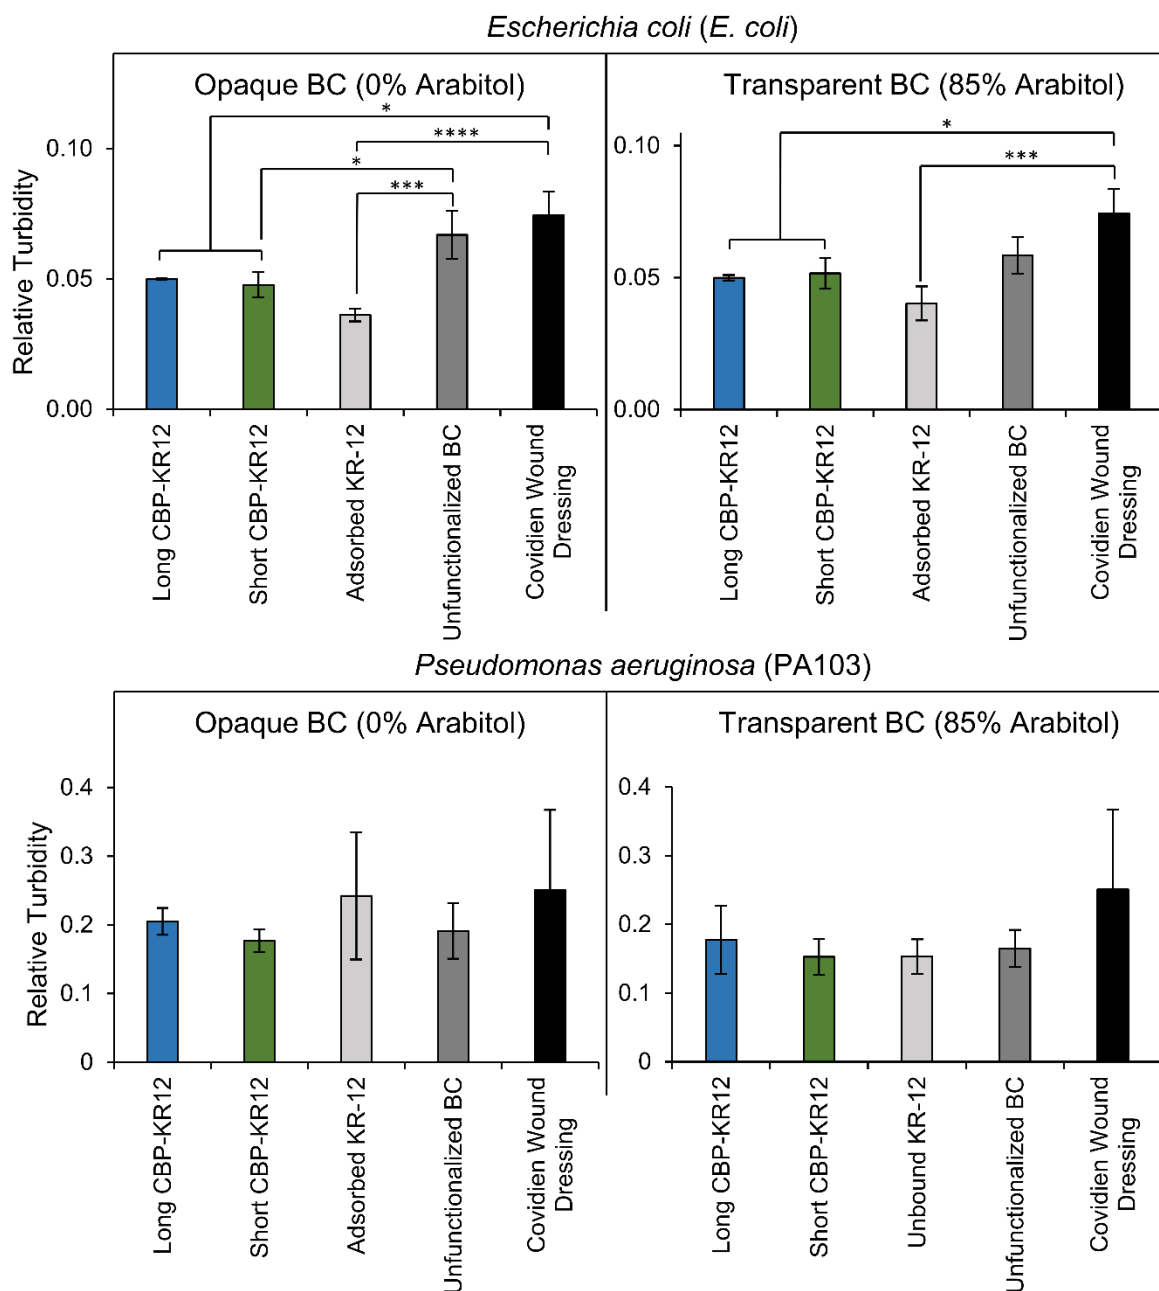 Escherichia coli (E. coli)
Opaque BC (0% Arabitol)
Transparent BC (85% Arabitol)
Relative Turbidity
0.10
0.05
0.00
*
****
*
***
Long CBP-KR12
Short CBP-KR12
Adsorbed KR-12
Unfunctionalized BC
Covidien Wound
Dressing
0.10
0.05
0.00
*
***
Long CBP-KR12
Short CBP-KR12
Adsorbed KR-12
Unfunctionalized BC
Covidien Wound
Dressing
Pseudomonas aeruginosa (PA103)
Opaque BC (0% Arabitol)
Transparent BC (85% Arabitol)
Relative Turbidity
0.4
0.3
0.2
0.1
0
Long CBP-KR12
Short CBP-KR12
Adsorbed KR-12
Unfunctionalized BC
Covidien Wound
Dressing
0.4
0.3
0.2
0.1
0
Long CBP-KR12
Short CBP-KR12
Unbound KR-12
Unfunctionalized BC
Covidien Wound
Dressing